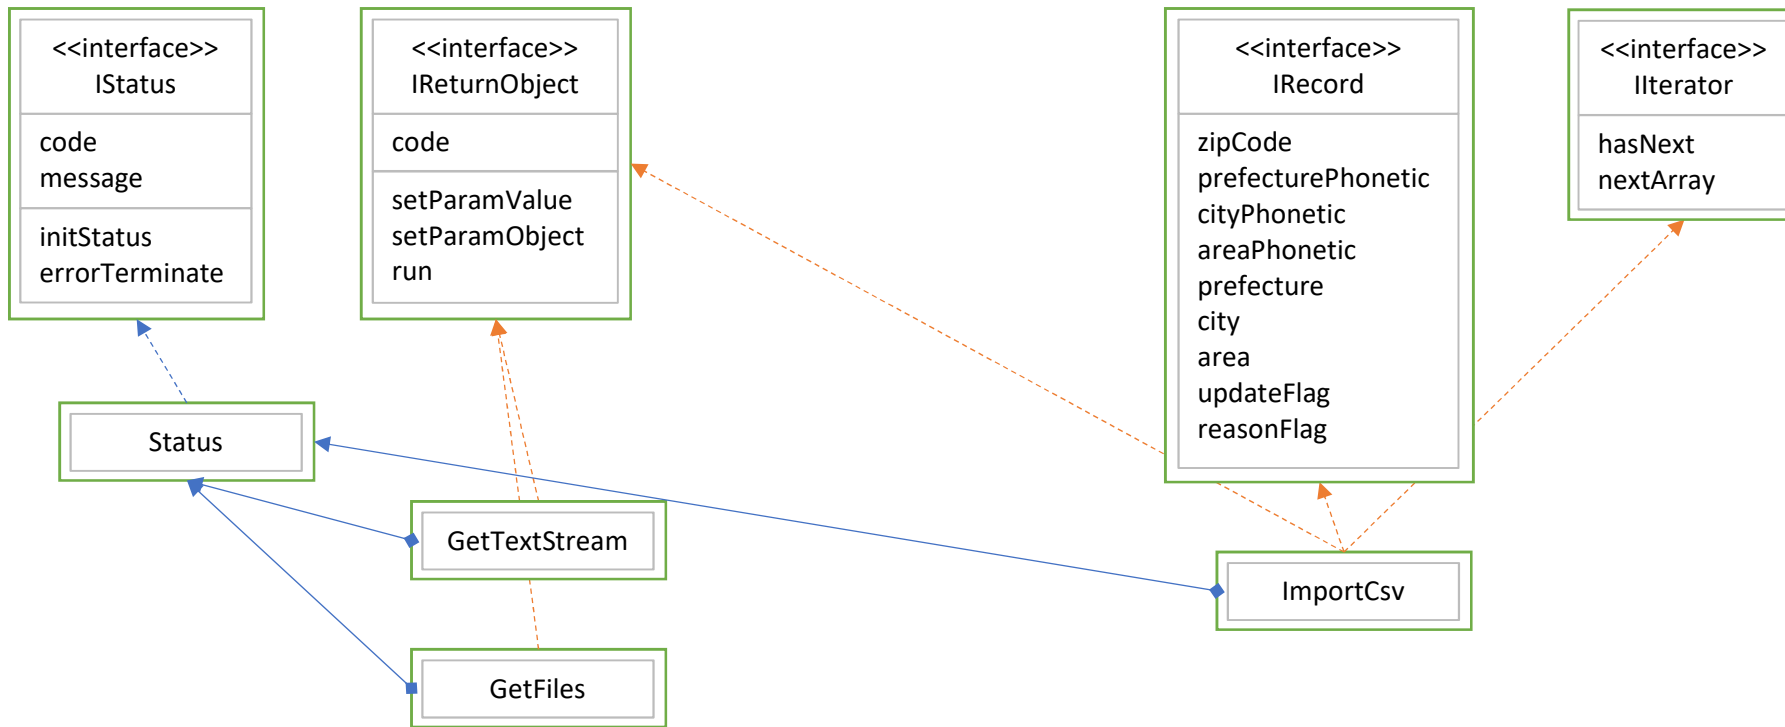 <<interface>>
IStatus
code
message
initStatus
errorTerminate
<<interface>>
IReturnObject
code
setParamValue
setParamObject
run
<<interface>>
IRecord
zipCode
prefecturePhonetic
cityPhonetic
areaPhonetic
prefecture
city
area
updateFlag
reasonFlag
<<interface>>
IIterator
hasNext
nextArray
Status
GetTextStream
ImportCsv
GetFiles